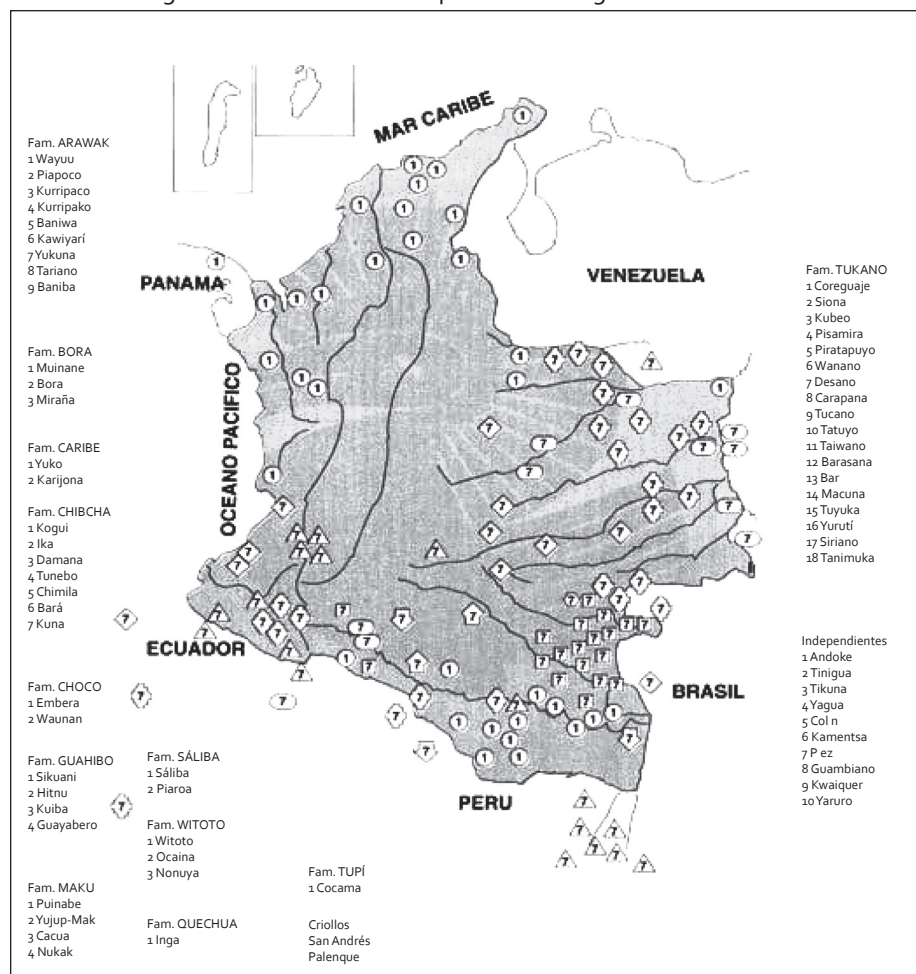 MAR CARIBE
PANAMA
VENEZUELA
OCEANO PACIFICO
ECUADOR
BRASIL
PERU
Fam. ARAWAK
1 Wayuu
2 Piapoco
3 Kurripaco
4 Kurripako
5 Baniwa
6 Kawiyarí
7 Yukuna
8 Tariano
9 Baniba
Fam. BORA
1 Muinane
2 Bora
3 Miraña
Fam. CARIBE
1 Yuko
2 Karijona
Fam. CHIBCHA
1 Kogui
2 Ika
3 Damana
4 Tunebo
5 Chimila
6 Bará
7 Kuna
Fam. CHOCO
1 Embera
2 Waunan
Fam. GUAHIBO
1 Sikuani
2 Hitnu
3 Kuiba
4 Guayabero
Fam. MAKU
1 Puinabe
2 Yujup-Mak
3 Cacua
4 Nukak
Fam. SÁLIBA
1 Sáliba
2 Piaroa
Fam. WITOTO
1 Witoto
2 Ocaina
3 Nonuya
Fam. QUECHUA
1 Inga
Fam. TUPÍ
1 Cocama
Criollos
San Andrés
Palenque
Fam. TUKANO
1 Coreguaje
2 Siona
3 Kubeo
4 Pisamira
5 Piratapuyo
6 Wanano
7 Desano
8 Carapana
9 Tucano
10 Tatuyo
11 Taiwano
12 Barasana
13 Bar
14 Macuna
15 Tuyuka
16 Yurutí
17 Siriano
18 Tanimuka
Independientes
1 Andoke
2 Tinigua
3 Tikuna
4 Yagua
5 Col n
6 Kamentsa
7 P ez
8 Guambiano
9 Kwaiquer
10 Yaruro